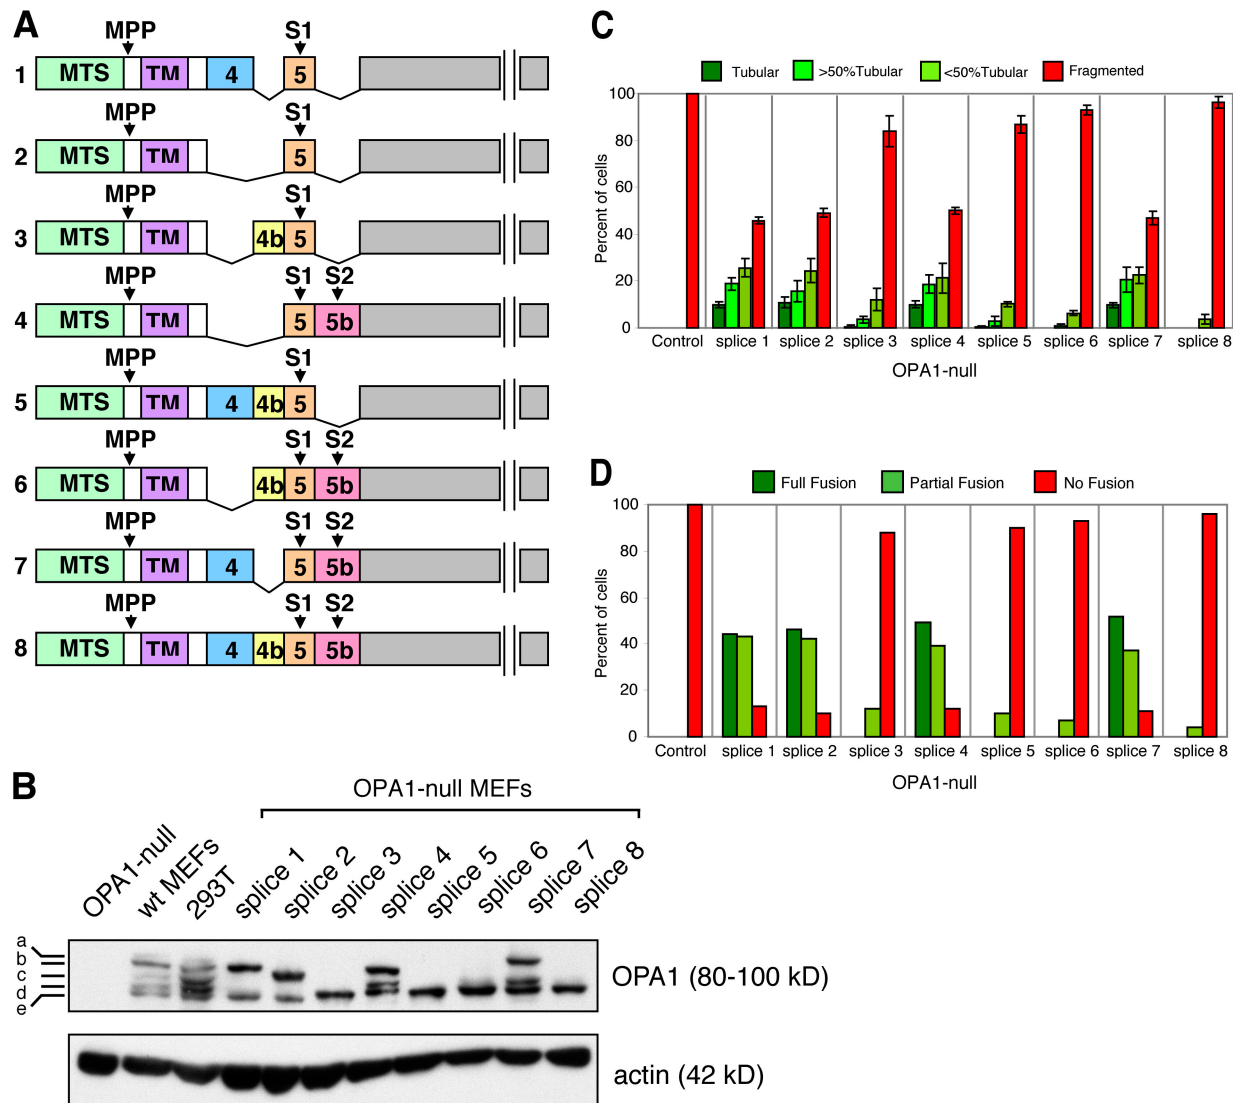 A
MPP S1
1 MTS TM 4 5
MPP S1
2 MTS TM 5
MPP S1
3 MTS TM 4b 5
MPP S1 S2
4 MTS TM 5 5b
MPP S1
5 MTS TM 4 4b 5
MPP S1 S2
6 MTS TM 4b 5 5b
MPP S1 S2
7 MTS TM 4 5 5b
MPP S1 S2
8 MTS TM 4 4b 5 5b
B
OPA1-null MEFs
OPA1-null
wt MEFs
293T
splice 1
splice 2
splice 3
splice 4
splice 5
splice 6
splice 7
splice 8
a
b
c
d
e
OPA1 (80-100 kD)
actin (42 kD)
C
Tubular >50%Tubular <50%Tubular Fragmented
Percent of cells
100
80
60
40
20
0
Control splice 1 splice 2 splice 3 splice 4 splice 5 splice 6 splice 7 splice 8
OPA1-null
D
Full Fusion Partial Fusion No Fusion
Percent of cells
100
80
60
40
20
0
Control splice 1 splice 2 splice 3 splice 4 splice 5 splice 6 splice 7 splice 8
OPA1-null